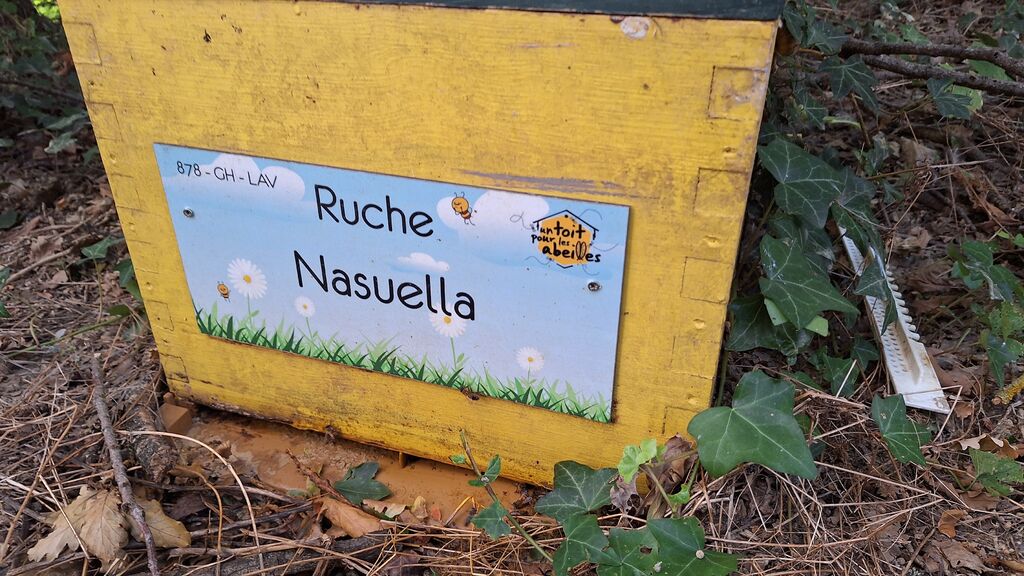 878 - GH - LAV
Ruche
Nasuella
un toit
pour les
abeilles